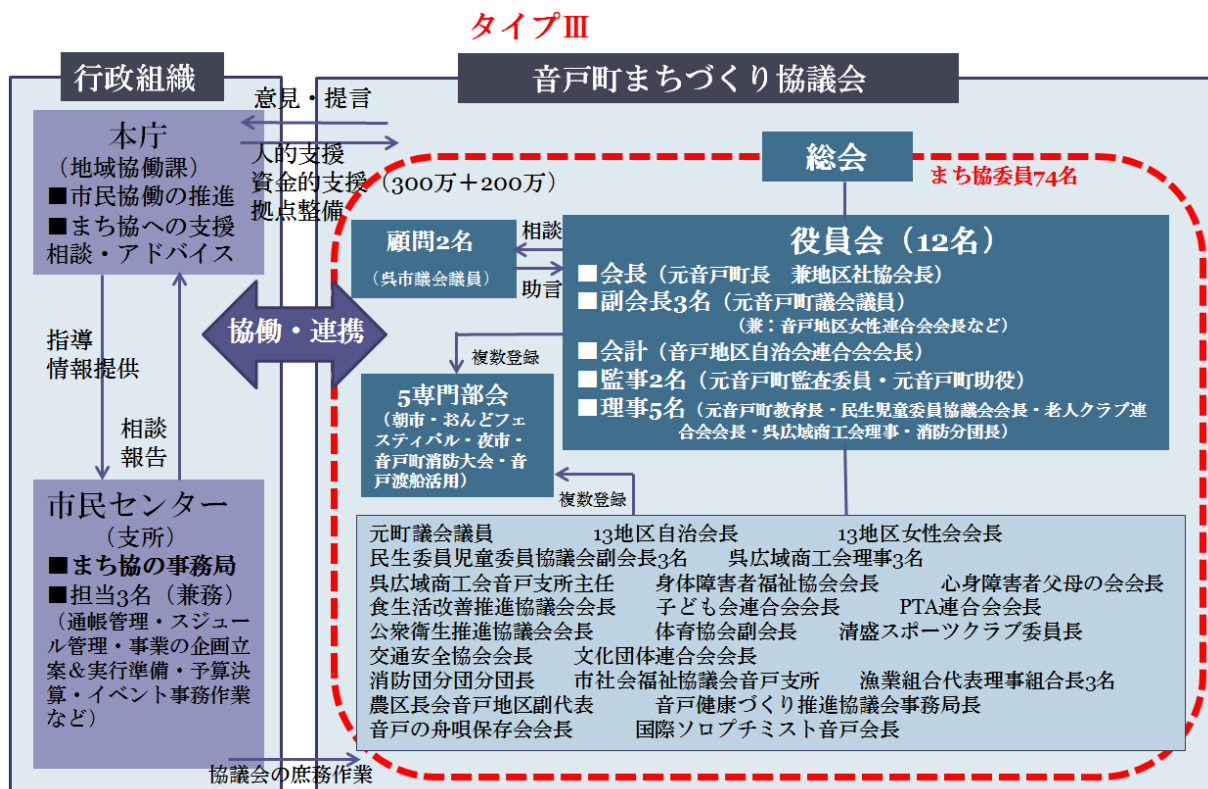 タイプⅢ
行政組織
本庁
（地域協働課）
■市民協働の推進
■まち協への支援
相談・アドバイス
指導
情報提供
相談
報告
市民センター
（支所）
■まち協の事務局
■担当3名（兼務）
（通帳管理・スジュー
ル管理・事業の企画立
案＆実行準備・予算決
算・イベント事務作業
など）
意見・提言
人的支援
資金的支援（300万＋200万）
拠点整備
協働・連携
協議会の庶務作業
音戸町まちづくり協議会
総会
まち協委員74名
顧問2名
（呉市議会議員）
相談
助言
役員会（12名）
■会長（元音戸町長　兼地区社協会長）
■副会長3名（元音戸町議会議員）
（兼：音戸地区女性連合会会長など）
■会計（音戸地区自治会連合会会長）
■監事2名（元音戸町監査委員・元音戸町助役）
■理事5名（元音戸町教育長・民生児童委員協議会会長・老人クラブ連
合会会長・呉広域商工会理事・消防分団長）
複数登録
5専門部会
（朝市・おんどフェ
スティバル・夜市・
音戸町消防大会・音
戸渡船活用）
複数登録
元町議会議員　13地区自治会会長　13地区女性会会長
民生委員児童委員協議会副会長3名　呉広域商工会理事3名
呉広域商工会音戸支所主任　身体障害者福祉協会会長　心身障害者父母の会会長
食生活改善推進協議会会長　子ども会連合会会長　PTA連合会会長
公衆衛生推進協議会会長　体育協会副会長　清盛スポーツクラブ委員長
交通安全協会会長　文化団体連合会会長
消防団分団分団長　市社会福祉協議会音戸支所　漁業組合代表理事組合長3名
農区長会音戸地区副代表　音戸健康づくり推進協議会事務局長
音戸の舟唄保存会会長　国際ソロプチミスト音戸会長